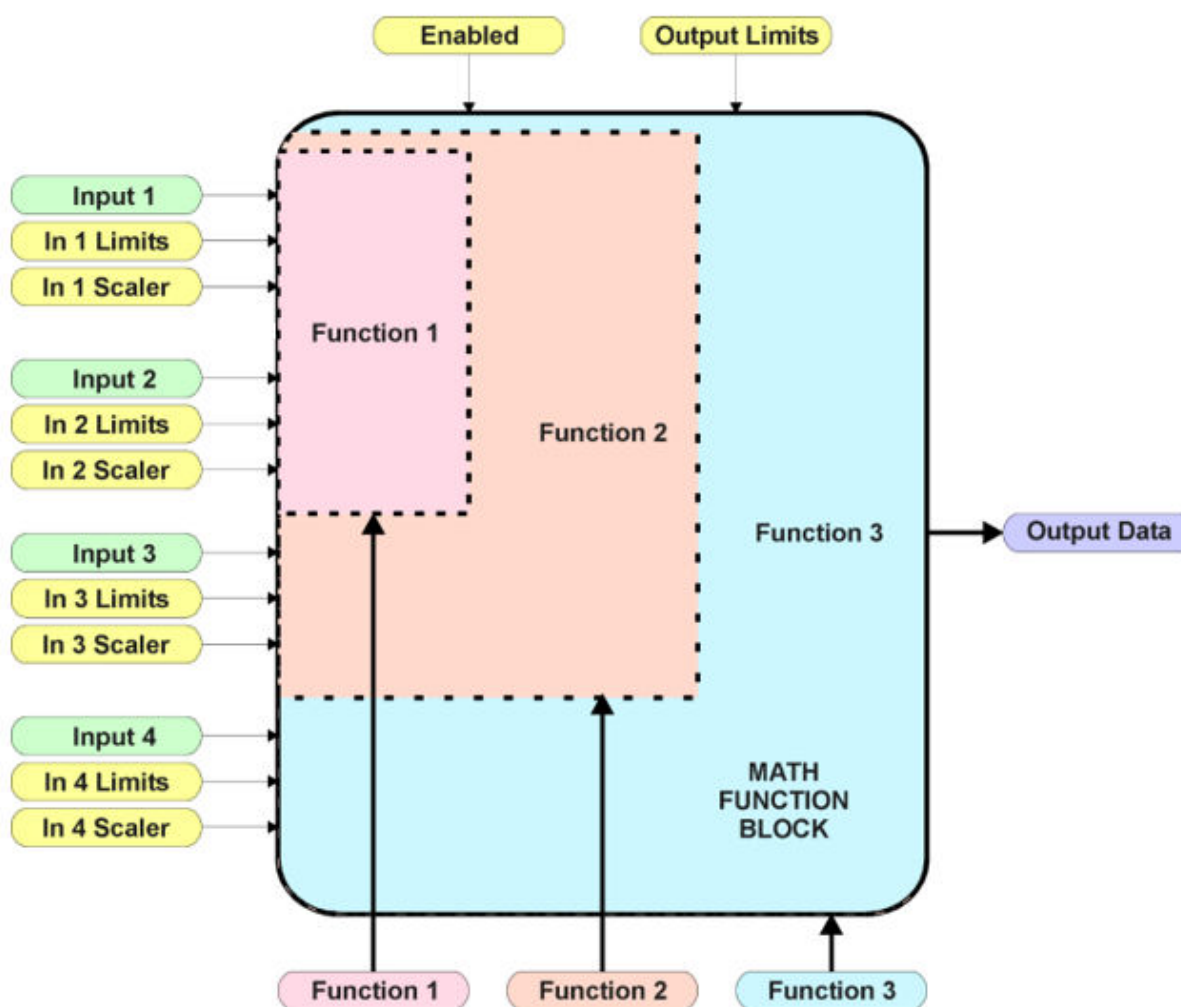 Enabled
Output Limits
Input 1
In 1 Limits
In 1 Scaler
Function 1
Input 2
In 2 Limits
Function 2
In 2 Scaler
Input 3
Function 3
Output Data
In 3 Limits
In 3 Scaler
Input 4
In 4 Limits
In 4 Scaler
MATH
FUNCTION
BLOCK
Function 1
Function 2
Function 3